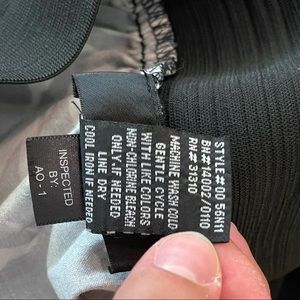 STYLE#00 56N11
BN#14002/0110
RN# 31310
MACHINE WASH COLD
GENTLE CYCLE
WITH LIKE COLORS
NON-CHLORINE BLEACH
ONLY, IF NEEDED
LINE DRY
COOL IRON IF NEEDED
INSPECTED
BY:
AO - 1